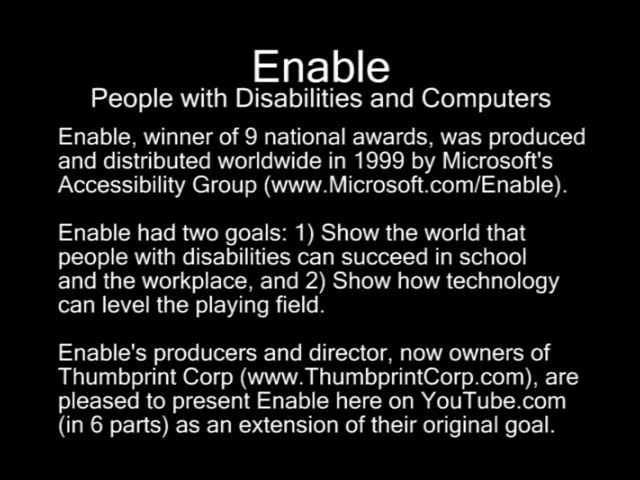 Enable
People with Disabilities and Computers
Enable, winner of 9 national awards, was produced
and distributed worldwide in 1999 by Microsoft's
Accessibility Group (www.Microsoft.com/Enable).
Enable had two goals: 1) Show the world that
people with disabilities can succeed in school
and the workplace, and 2) Show how technology
can level the playing field.
Enable's producers and director, now owners of
Thumbprint Corp (www.ThumbprintCorp.com), are
pleased to present Enable here on YouTube.com
(in 6 parts) as an extension of their original goal.